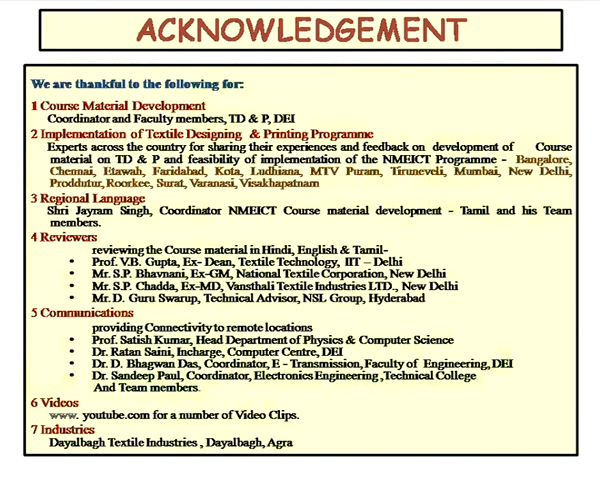 ACKNOWLEDGEMENT
We are thankful to the following for:
1 Course Material Development
Coordinator and Faculty members, TD & P, DEI
2 Implementation of Textile Designing & Printing Programme
Experts across the country for sharing their experiences and feedback on development of Course
material on TD & P and feasibility of implementation of the NMEICT Programme - Bangalore,
Chennai, Etawah, Faridabad, Kota, Ludhiana, MTV Puram, Tiruneveli, Mumbai, New Delhi,
Proddutur, Roorkee, Surat, Varanasi, Visakhapatnam
3 Regional Language
Shri Jayram Singh, Coordinator NMEICT Course material development - Tamil and his Team
members.
4 Reviewers
reviewing the Course material in Hindi, English & Tamil-
• Prof. V.B. Gupta, Ex- Dean, Textile Technology, IIT – Delhi
• Mr. S.P. Bhavnani, Ex-GM, National Textile Corporation, New Delhi
• Mr. S.P. Chadda, Ex-MD, Vansthali Textile Industries LTD., New Delhi
• Mr. D. Guru Swarup, Technical Advisor, NSL Group, Hyderabad
5 Communications
providing Connectivity to remote locations
• Prof. Satish Kumar, Head Department of Physics & Computer Science
• Dr. Ratan Saini, Incharge, Computer Centre, DEI
• Dr. D. Bhagwan Das, Coordinator, E - Transmission, Faculty of Engineering, DEI
• Dr. Sandeep Paul, Coordinator, Electronics Engineering ,Technical College
And Team members.
6 Videos
www. youtube.com for a number of Video Clips.
7 Industries
Dayalbagh Textile Industries , Dayalbagh, Agra